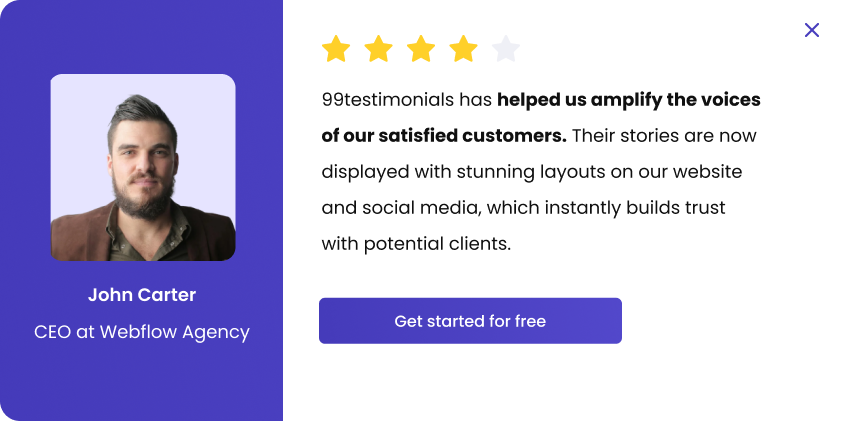 John Carter
CEO at Webflow Agency
99testimonials has helped us amplify the voices
of our satisfied customers. Their stories are now
displayed with stunning layouts on our website
and social media, which instantly builds trust
with potential clients.
Get started for free